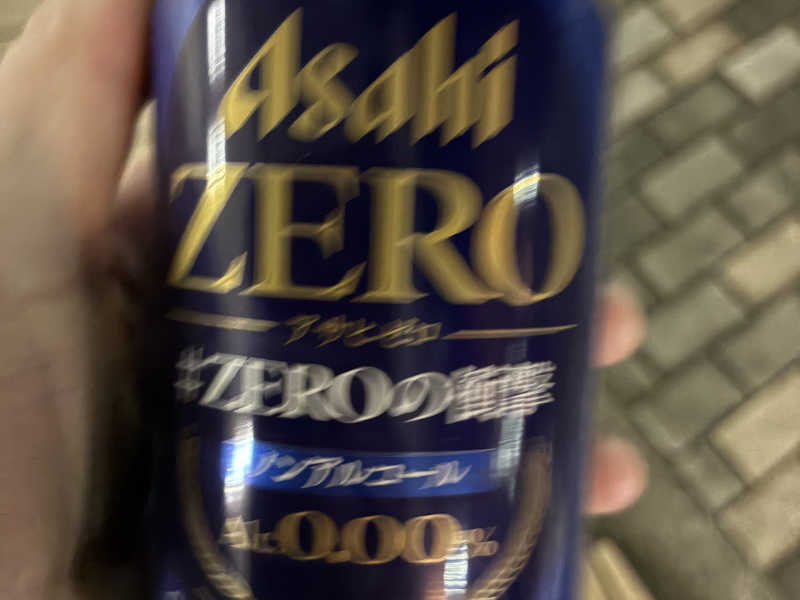 Asahi
ZERO
アサヒゼロ
#ZEROの衝撃
ノンアルコール
Alc.0.00%